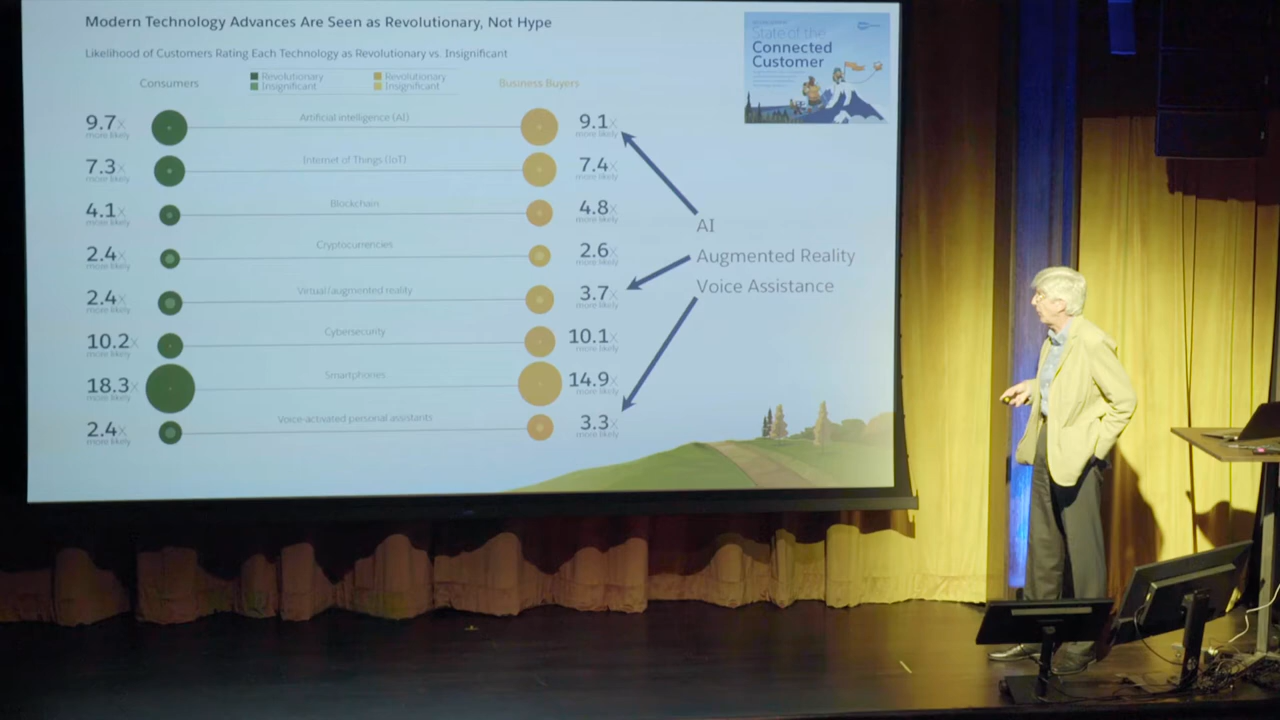 Modern Technology Advances Are Seen as Revolutionary, Not Hype
State of the
Connected
Customer
Likelihood of Customers Rating Each Technology as Revolutionary vs. Insignificant
Consumers
Revolutionary
Insignificant
Revolutionary
Insignificant
Business Buyers
9.7x more likely
Artificial intelligence (AI)
9.1x more likely
7.3x more likely
Internet of Things (IoT)
7.4x more likely
4.1x more likely
Blockchain
4.8x more likely
2.4x more likely
Cryptocurrencies
2.6x more likely
2.4x more likely
Virtual/augmented reality
3.7x more likely
10.2x more likely
Cybersecurity
10.1x more likely
18.3x more likely
Smartphones
14.9x more likely
2.4x more likely
Voice-activated personal assistants
3.3x more likely
AI
Augmented Reality
Voice Assistance